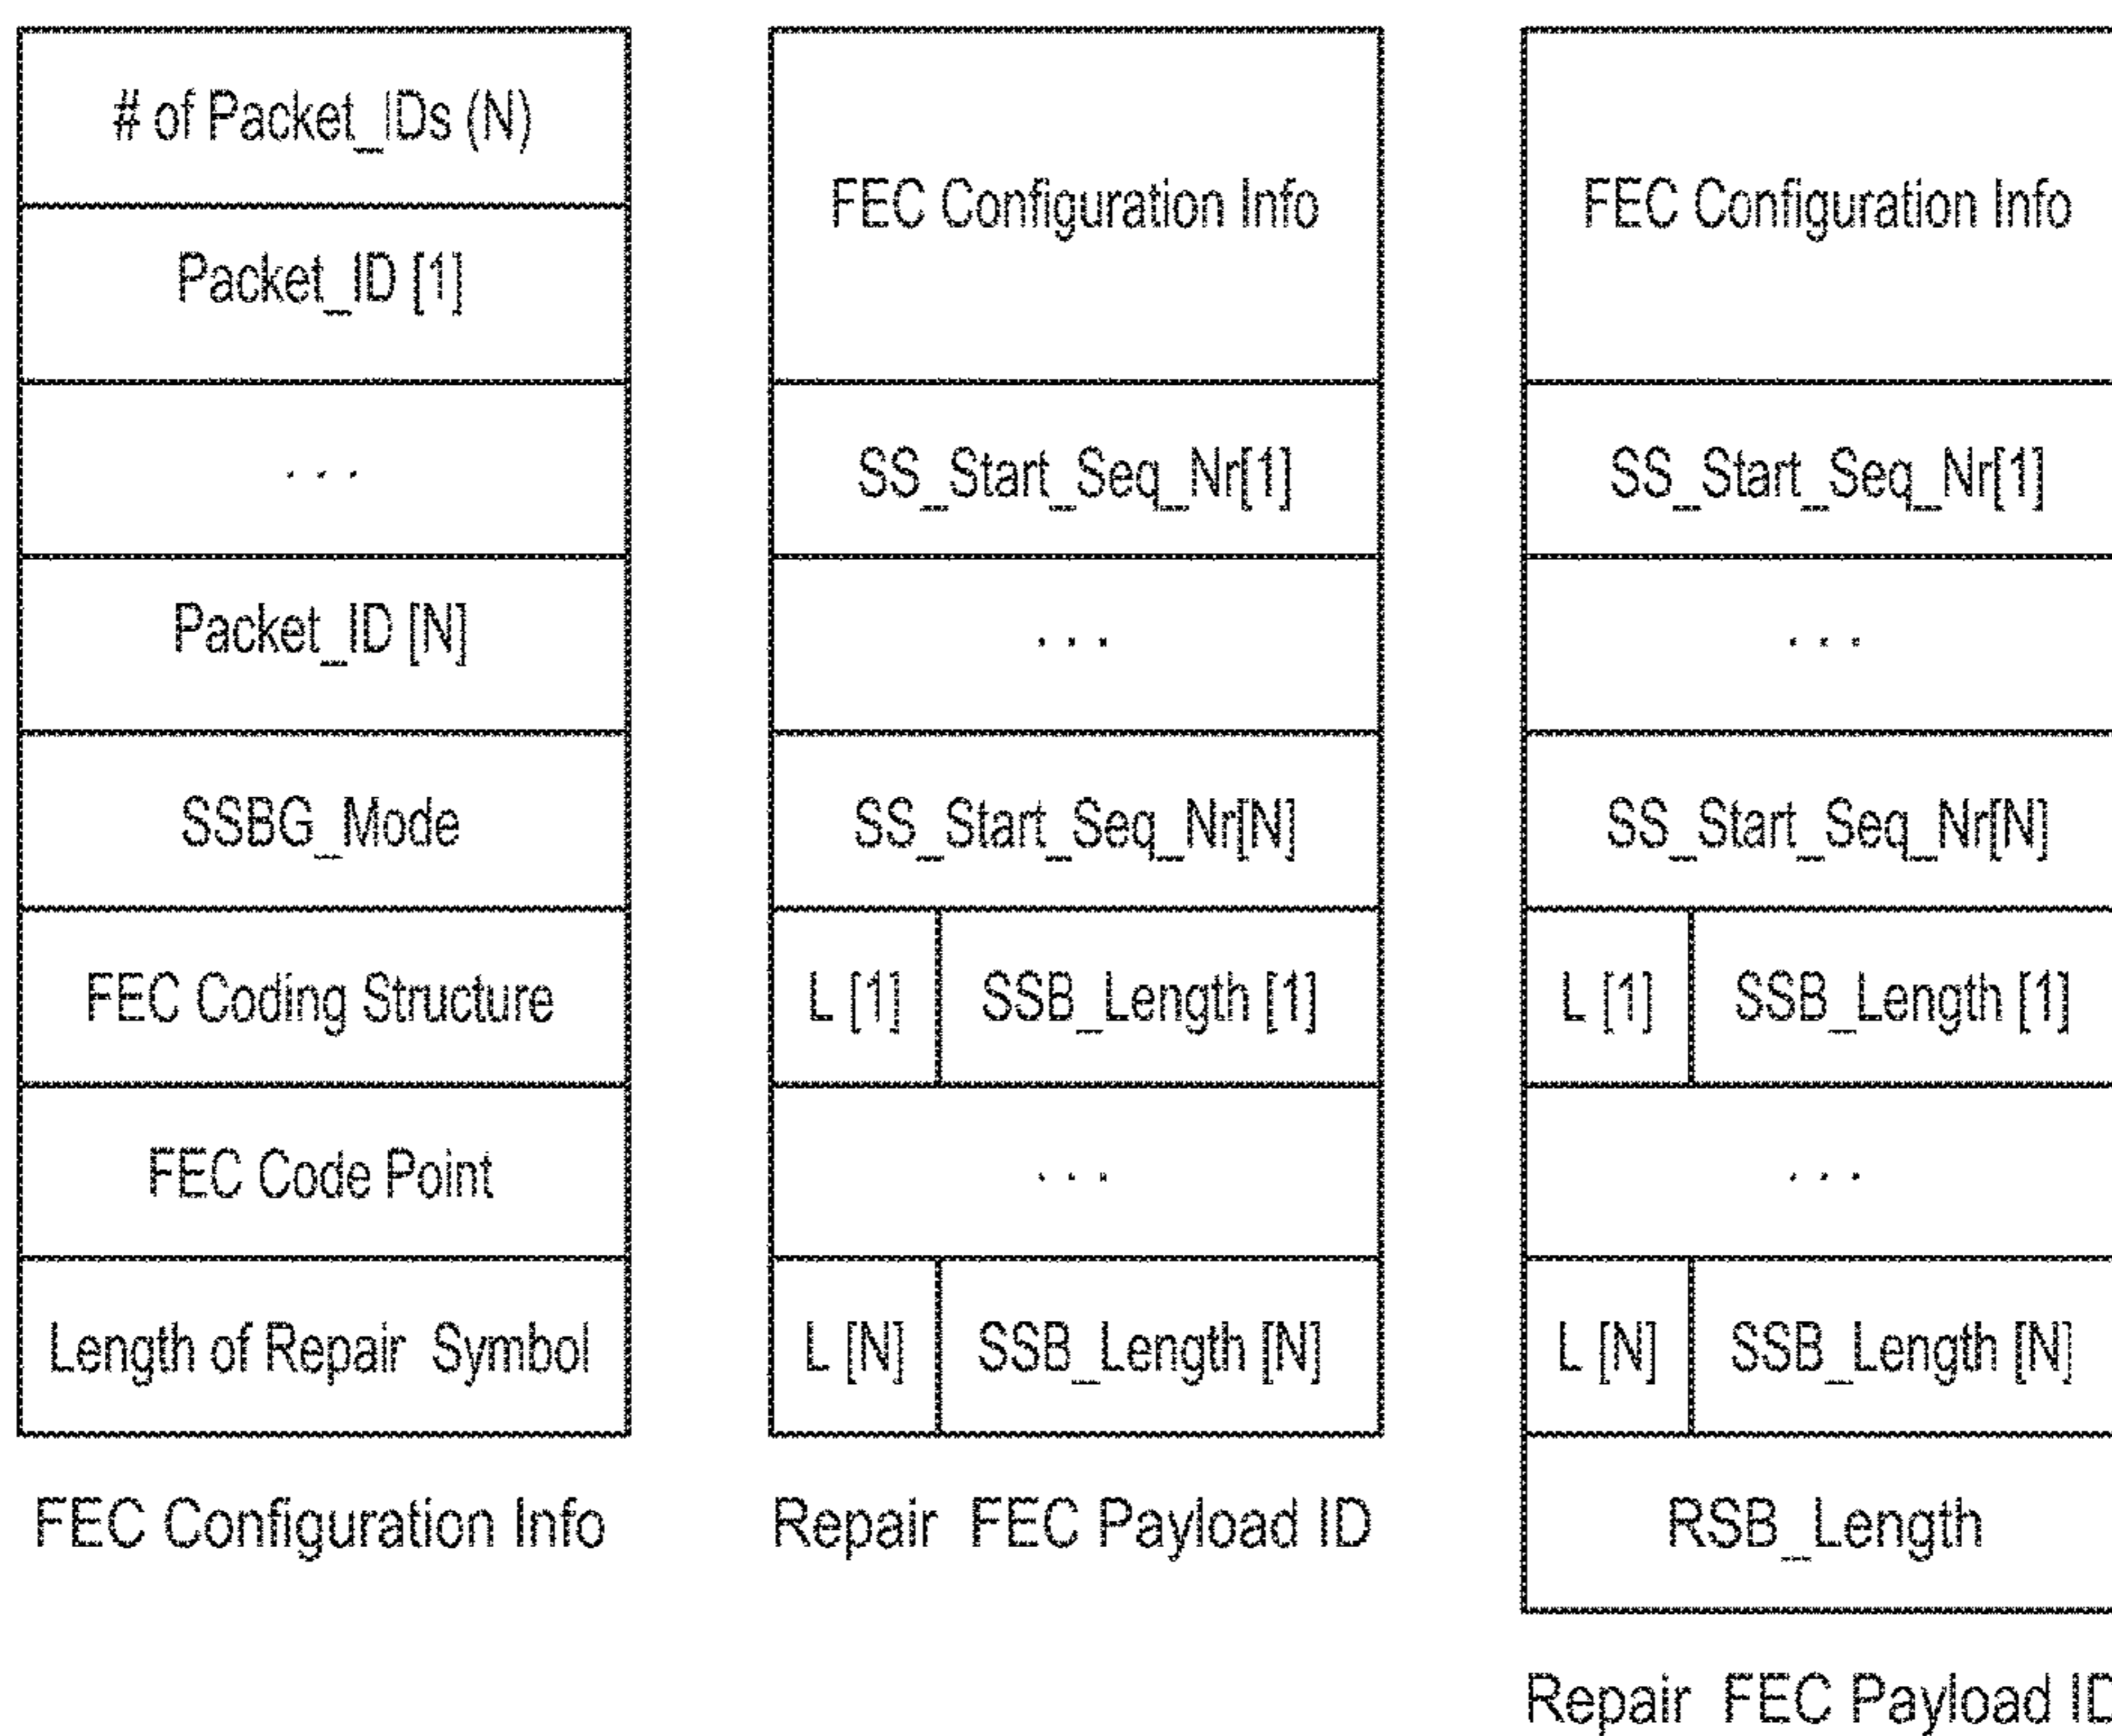 # of Packet_IDs (N)
Packet_ID [1]
. . .
Packet_ID [N]
SSBG_Mode
FEC Coding Structure
FEC Code Point
Length of Repair Symbol
FEC Configuration Info
FEC Configuration Info
SS_Start_Seq_Nr[1]
. . .
SS_Start_Seq_Nr[N]
L [1] SSB_Length [1]
. . .
L [N] SSB_Length [N]
Repair FEC Payload ID
FEC Configuration Info
SS_Start_Seq_Nr[1]
. . .
SS_Start_Seq_Nr[N]
L [1] SSB_Length [1]
. . .
L [N] SSB_Length [N]
RSB_Length
Repair FEC Payload ID